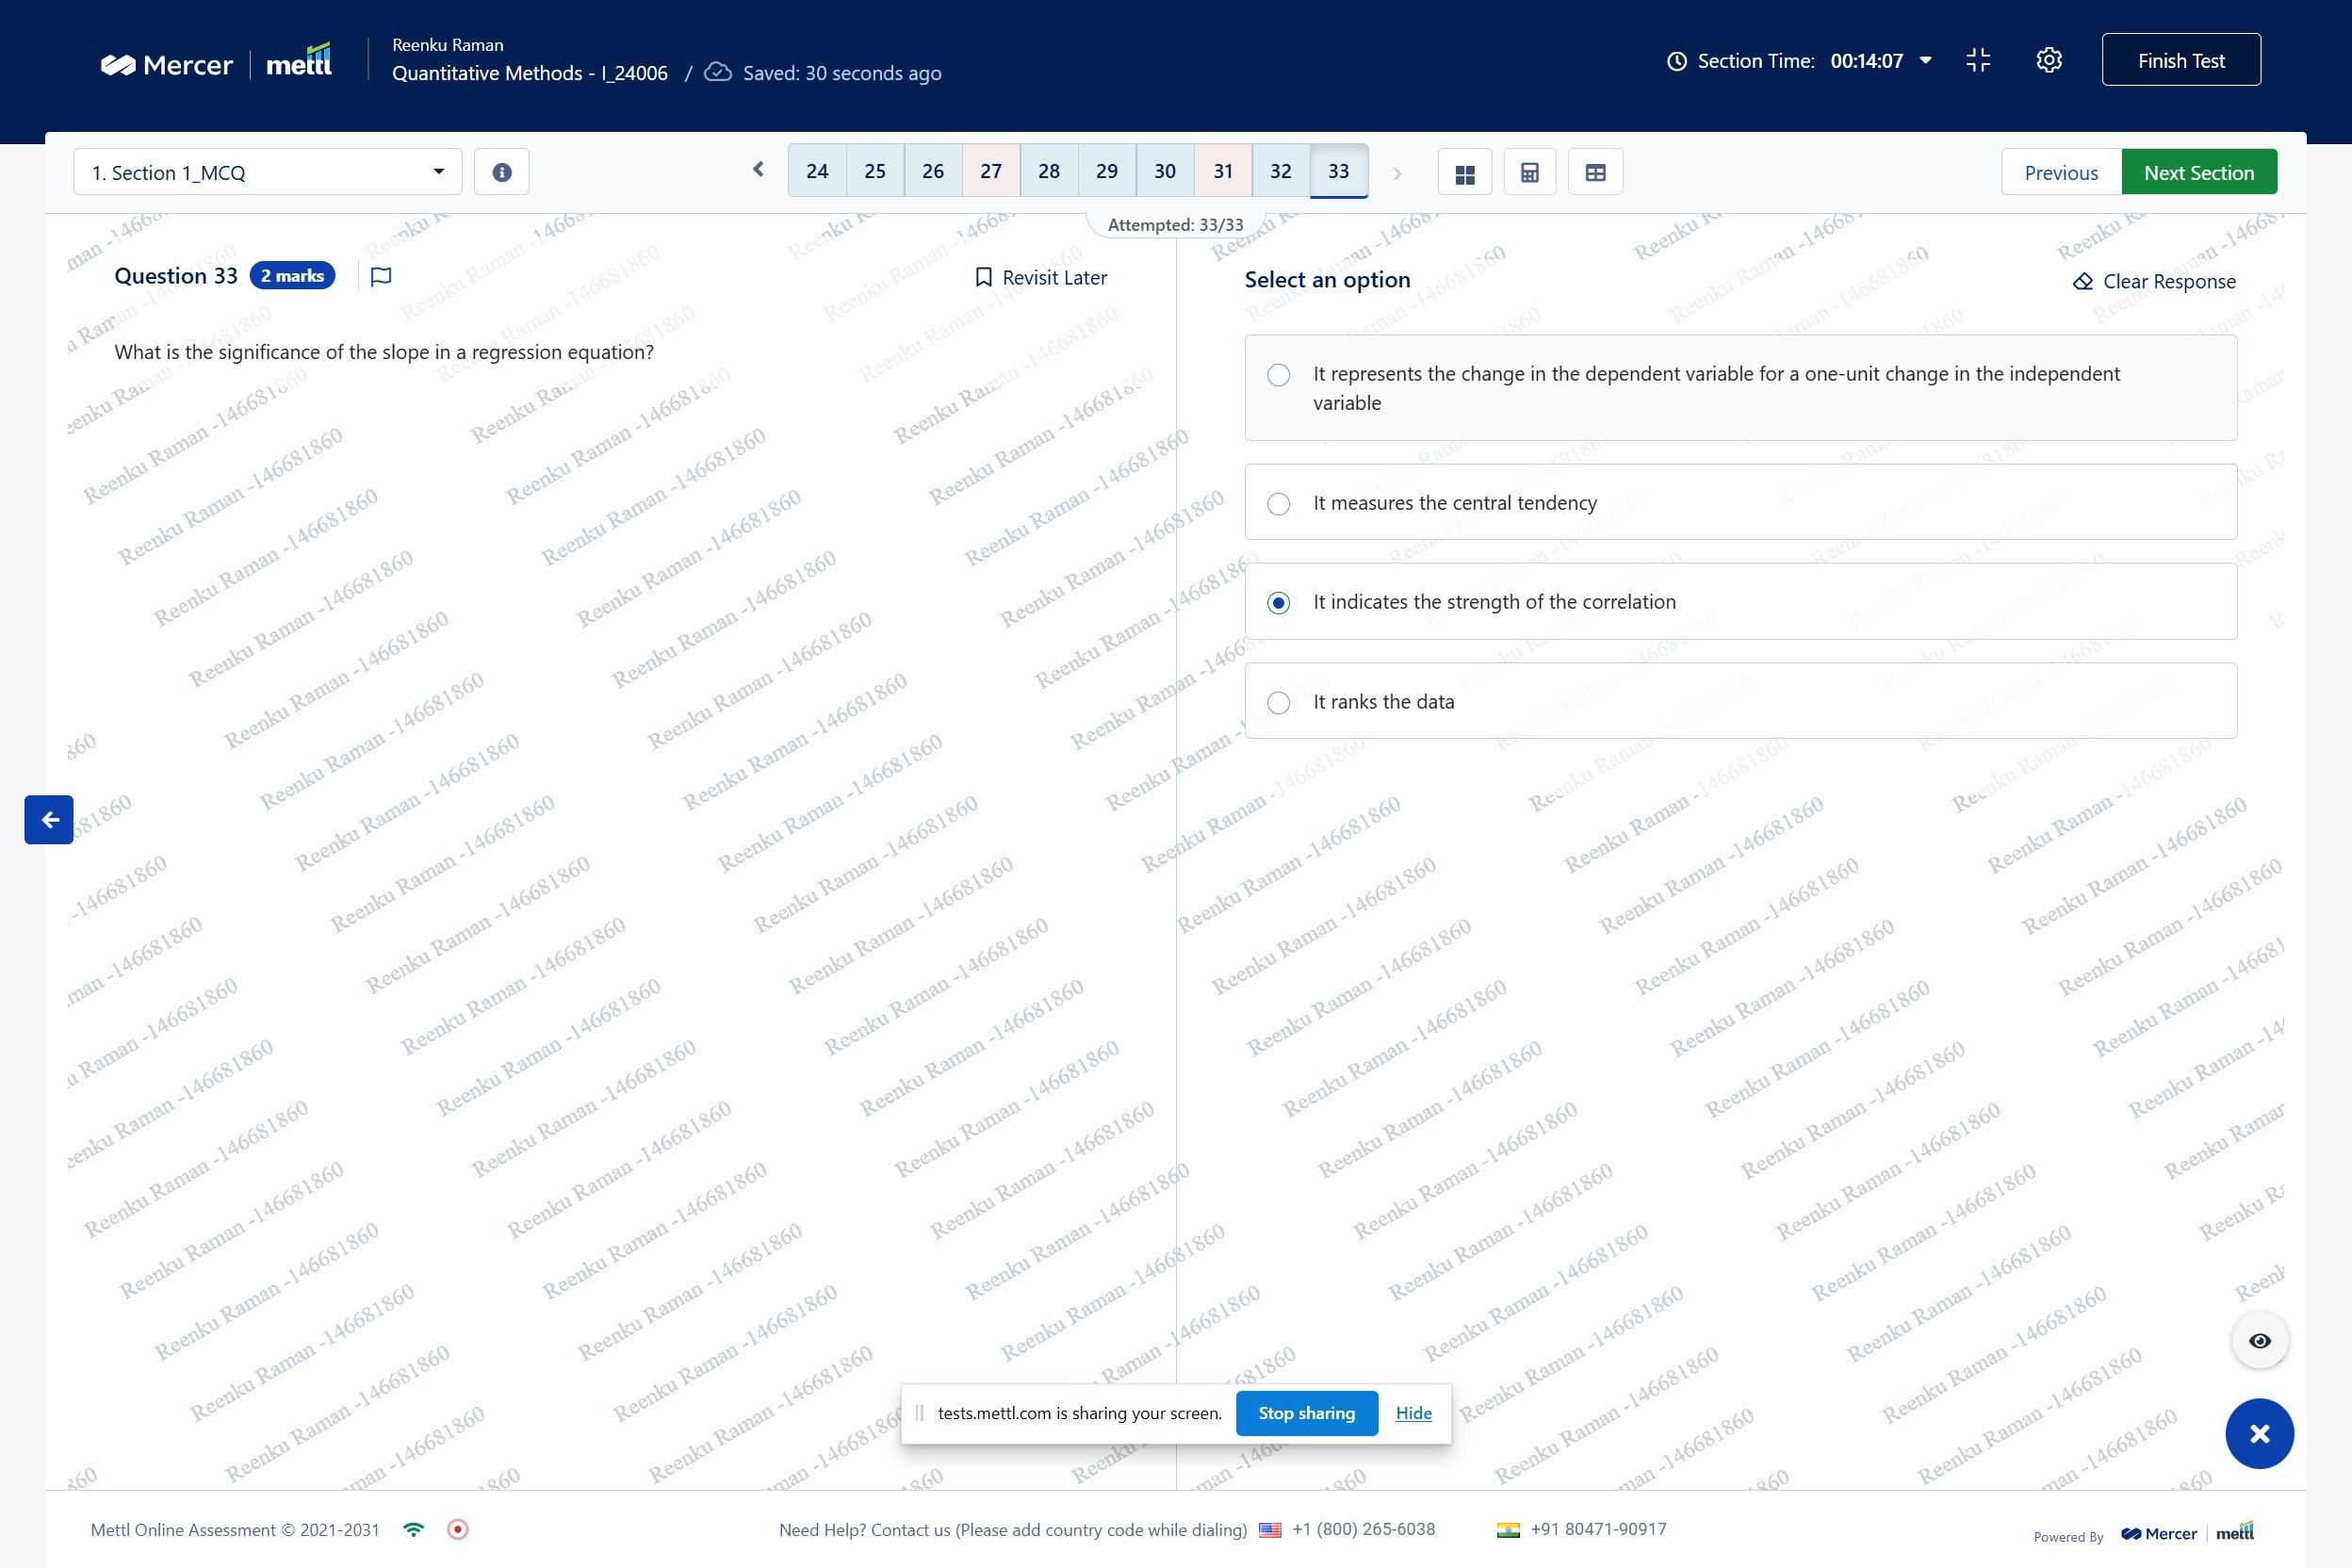 Mercer | mettl
Reenku Raman
Quantitative Methods - I_24006 / Saved: 30 seconds ago
Section Time: 00:14:07
Finish Test
1. Section 1_MCQ
24 25 26 27 28 29 30 31 32 33
Previous
Next Section
Attempted: 33/33
Question 33
2 marks
Revisit Later
What is the significance of the slope in a regression equation?
Select an option
Clear Response
It represents the change in the dependent variable for a one-unit change in the independent
variable
It measures the central tendency
It indicates the strength of the correlation
It ranks the data
Reenku Raman -146681860
tests.mettl.com is sharing your screen.
Stop sharing
Hide
Mettl Online Assessment © 2021-2031
Need Help? Contact us (Please add country code while dialing) +1 (800) 265-6038 +91 80471-90917
Powered By Mercer | mettl